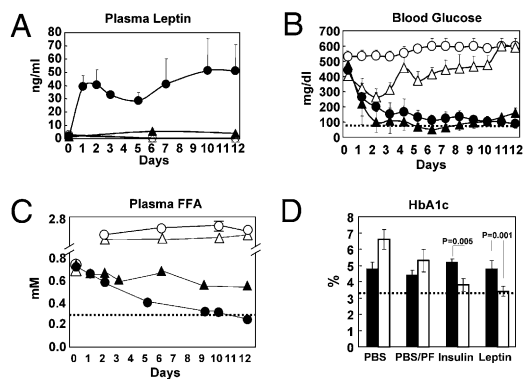 A Plasma Leptin
ng/ml
80
70
60
50
40
30
20
10
0
0 1 2 3 4 5 6 7 8 9 10 11 12
Days
B Blood Glucose
mg/dl
700
600
500
400
300
200
100
0
0 1 2 3 4 5 6 7 8 9 10 11 12
Days
C Plasma FFA
mM
2.8
0.8
0.6
0.4
0.2
0.0
0 1 2 3 4 5 6 7 8 9 10 11 12
Days
D HbA1c
%
8
7
6
5
4
3
2
1
0
P=0.005
P=0.001
PBS PBS/PF Insulin Leptin